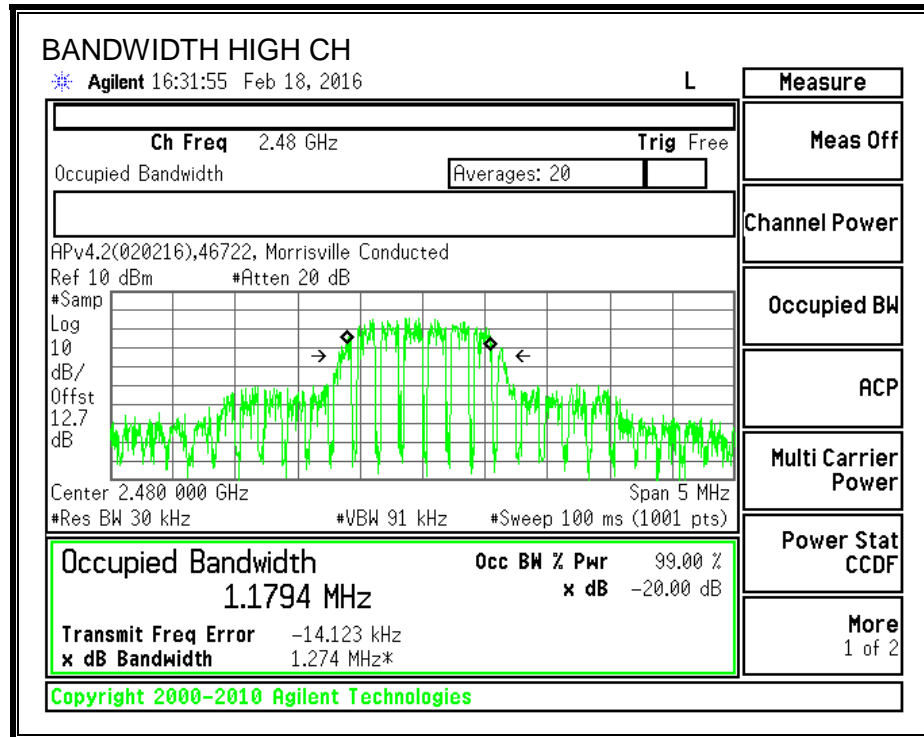 BANDWIDTH HIGH CH
Agilent 16:31:55 Feb 18, 2016 L
Measure
Ch Freq 2.48 GHz Trig Free
Meas Off
Occupied Bandwidth Averages: 20
Channel Power
APv4.2(020216),46722, Morrisville Conducted
Ref 10 dBm #Atten 20 dB
#Samp
Log
10
dB/
Offst
12.7
dB
Occupied BW
ACP
Multi Carrier
Power
Center 2.480 000 GHz Span 5 MHz
#Res BW 30 kHz #VBW 91 kHz #Sweep 100 ms (1001 pts)
Power Stat
CCDF
Occupied Bandwidth Occ BW % Pwr 99.00 %
1.1794 MHz x dB -20.00 dB
Transmit Freq Error -14.123 kHz
x dB Bandwidth 1.274 MHz*
More
1 of 2
Copyright 2000-2010 Agilent Technologies